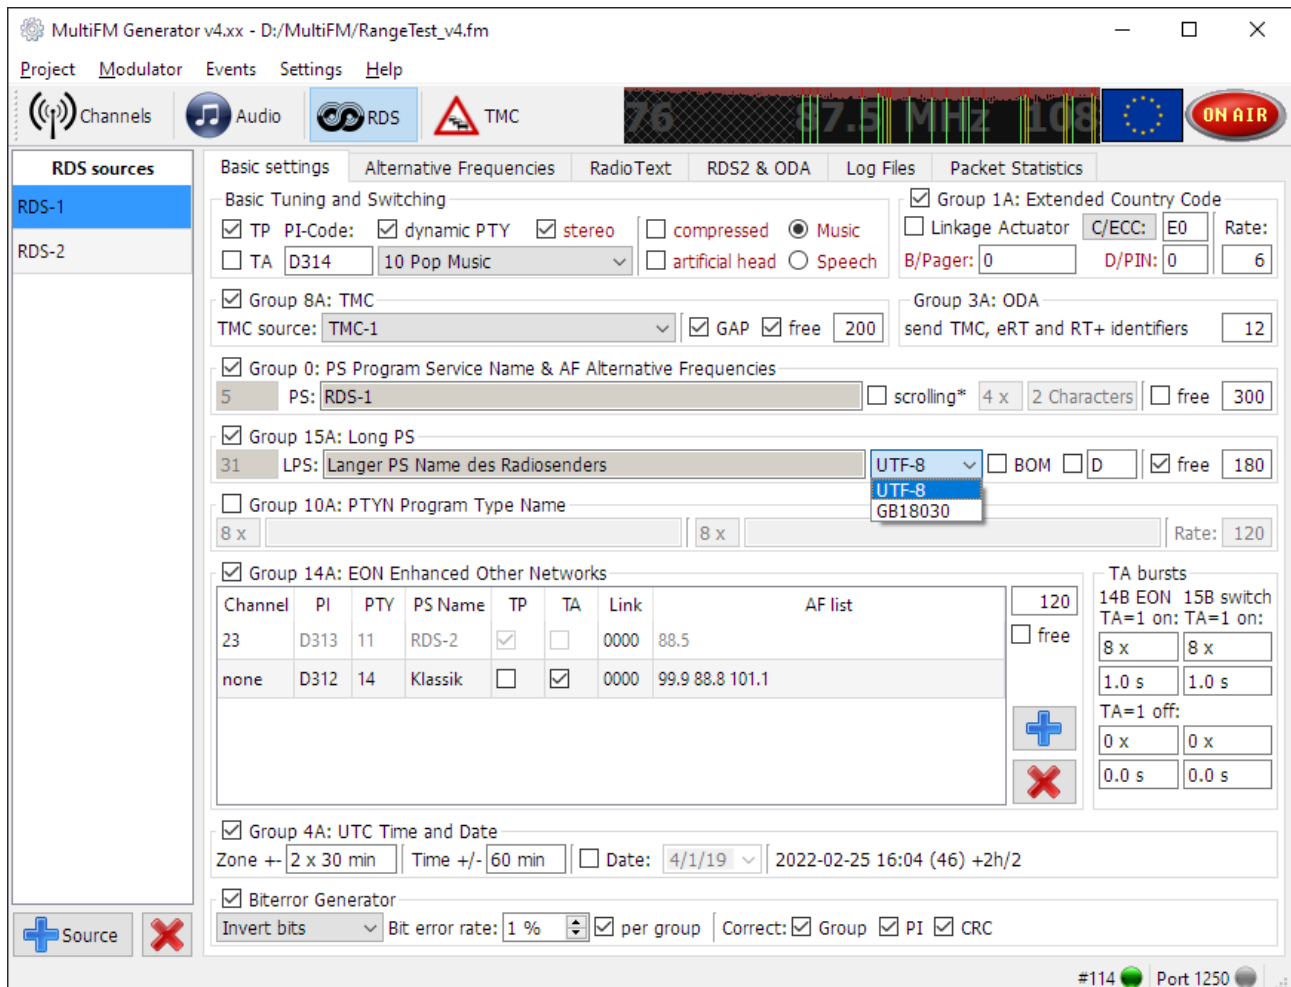 MultiFM Generator v4.xx - D:/MultiFM/RangeTest_v4.fm
Project Modulator Events Settings Help
Channels Audio RDS TMC 76 87.5 MHz 108 ON AIR
RDS sources
RDS-1
RDS-2
Source
Basic settings Alternative Frequencies RadioText RDS2 & ODA Log Files Packet Statistics
Basic Tuning and Switching
TP PI-Code: dynamic PTY stereo compressed Music
TA D314 10 Pop Music artificial head Speech
Group 1A: Extended Country Code
Linkage Actuator C/ECC: E0 Rate:
B/Pager: 0 D/PIN: 0 6
Group 8A: TMC
TMC source: TMC-1 GAP free 200
Group 3A: ODA
send TMC, eRT and RT+ identifiers 12
Group 0: PS Program Service Name & AF Alternative Frequencies
5 PS: RDS-1 scrolling* 4 x 2 Characters free 300
Group 15A: Long PS
31 LPS: Langer PS Name des Radiosenders UTF-8 BOM D free 180
UTF-8
GB18030
Group 10A: PTYN Program Type Name
8 x 8 x Rate: 120
Group 14A: EON Enhanced Other Networks
Channel PI PTY PS Name TP TA Link AF list
23 D313 11 RDS-2 0000 88.5
none D312 14 Klassik 0000 99.9 88.8 101.1
120
free
TA bursts
14B EON 15B switch
TA=1 on: TA=1 on:
8 x 8 x
1.0 s 1.0 s
TA=1 off:
0 x 0 x
0.0 s 0.0 s
Group 4A: UTC Time and Date
Zone +- 2 x 30 min Time +/- 60 min Date: 4/1/19 2022-02-25 16:04 (46) +2h/2
Biterror Generator
Invert bits Bit error rate: 1 % per group Correct: Group PI CRC
#114 Port 1250